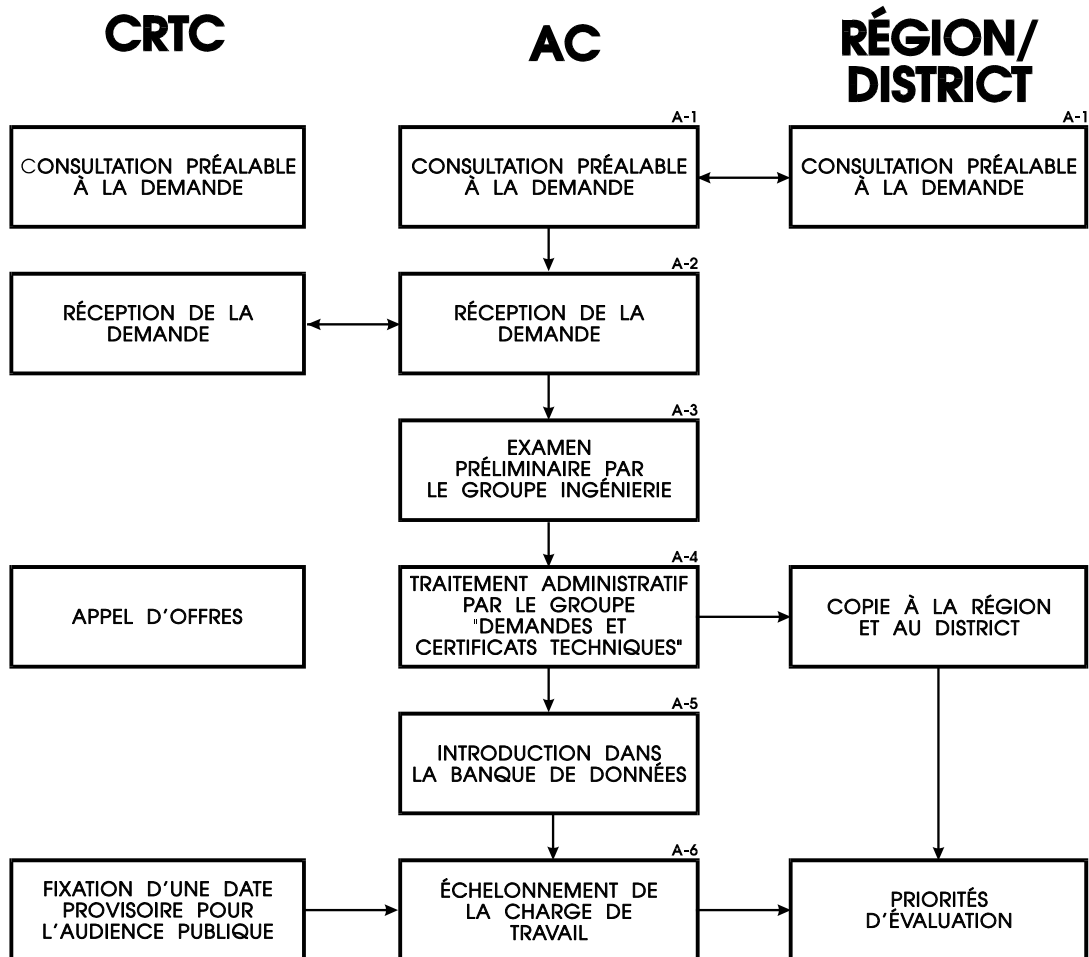 CRTC
AC
RÉGION/
DISTRICT
CONSULTATION PRÉALABLE
À LA DEMANDE
A-1
CONSULTATION PRÉALABLE
À LA DEMANDE
A-1
CONSULTATION PRÉALABLE
À LA DEMANDE
RÉCEPTION DE LA
DEMANDE
A-2
RÉCEPTION DE LA
DEMANDE
A-3
EXAMEN
PRÉLIMINAIRE PAR
LE GROUPE INGÉNIERIE
APPEL D'OFFRES
A-4
TRAITEMENT ADMINISTRATIF
PAR LE GROUPE
"DEMANDES ET
CERTIFICATS TECHNIQUES"
COPIE À LA RÉGION
ET AU DISTRICT
A-5
INTRODUCTION DANS
LA BANQUE DE DONNÉES
FIXATION D'UNE DATE
PROVISOIRE POUR
L'AUDIENCE PUBLIQUE
A-6
ÉCHELONNEMENT DE
LA CHARGE DE
TRAVAIL
PRIORITÉS
D'ÉVALUATION